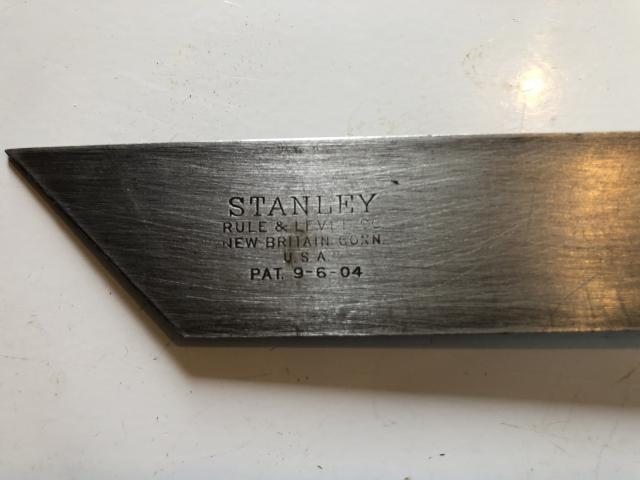 STANLEY
RULE & LEVEL CO
NEW BRITAIN. CONN.
U.S.A.
PAT. 9-6-04